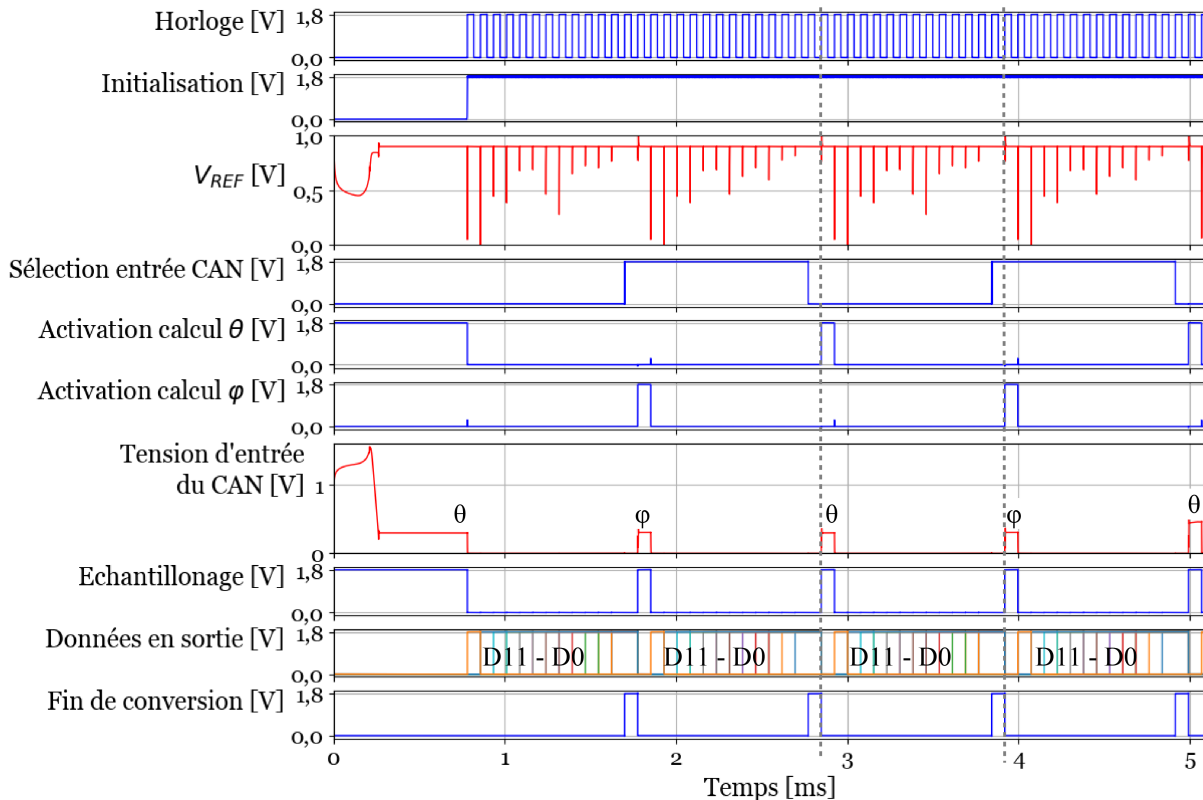 Horloge [V]
1,8
0,0
Initialisation [V]
1,8
0,0
V_REF [V]
1,0
0,5
0,0
Sélection entrée CAN [V]
1,8
0,0
Activation calcul θ [V]
1,8
0,0
Activation calcul φ [V]
1,8
0,0
Tension d'entrée
du CAN [V]
1
0
θ φ θ φ θ
Echantillonage [V]
1,8
0,0
Données en sortie [V]
1,8
0,0
D11 - D0 D11 - D0 D11 - D0 D11 - D0
Fin de conversion [V]
1,8
0,0
0 1 2 3 4 5
Temps [ms]